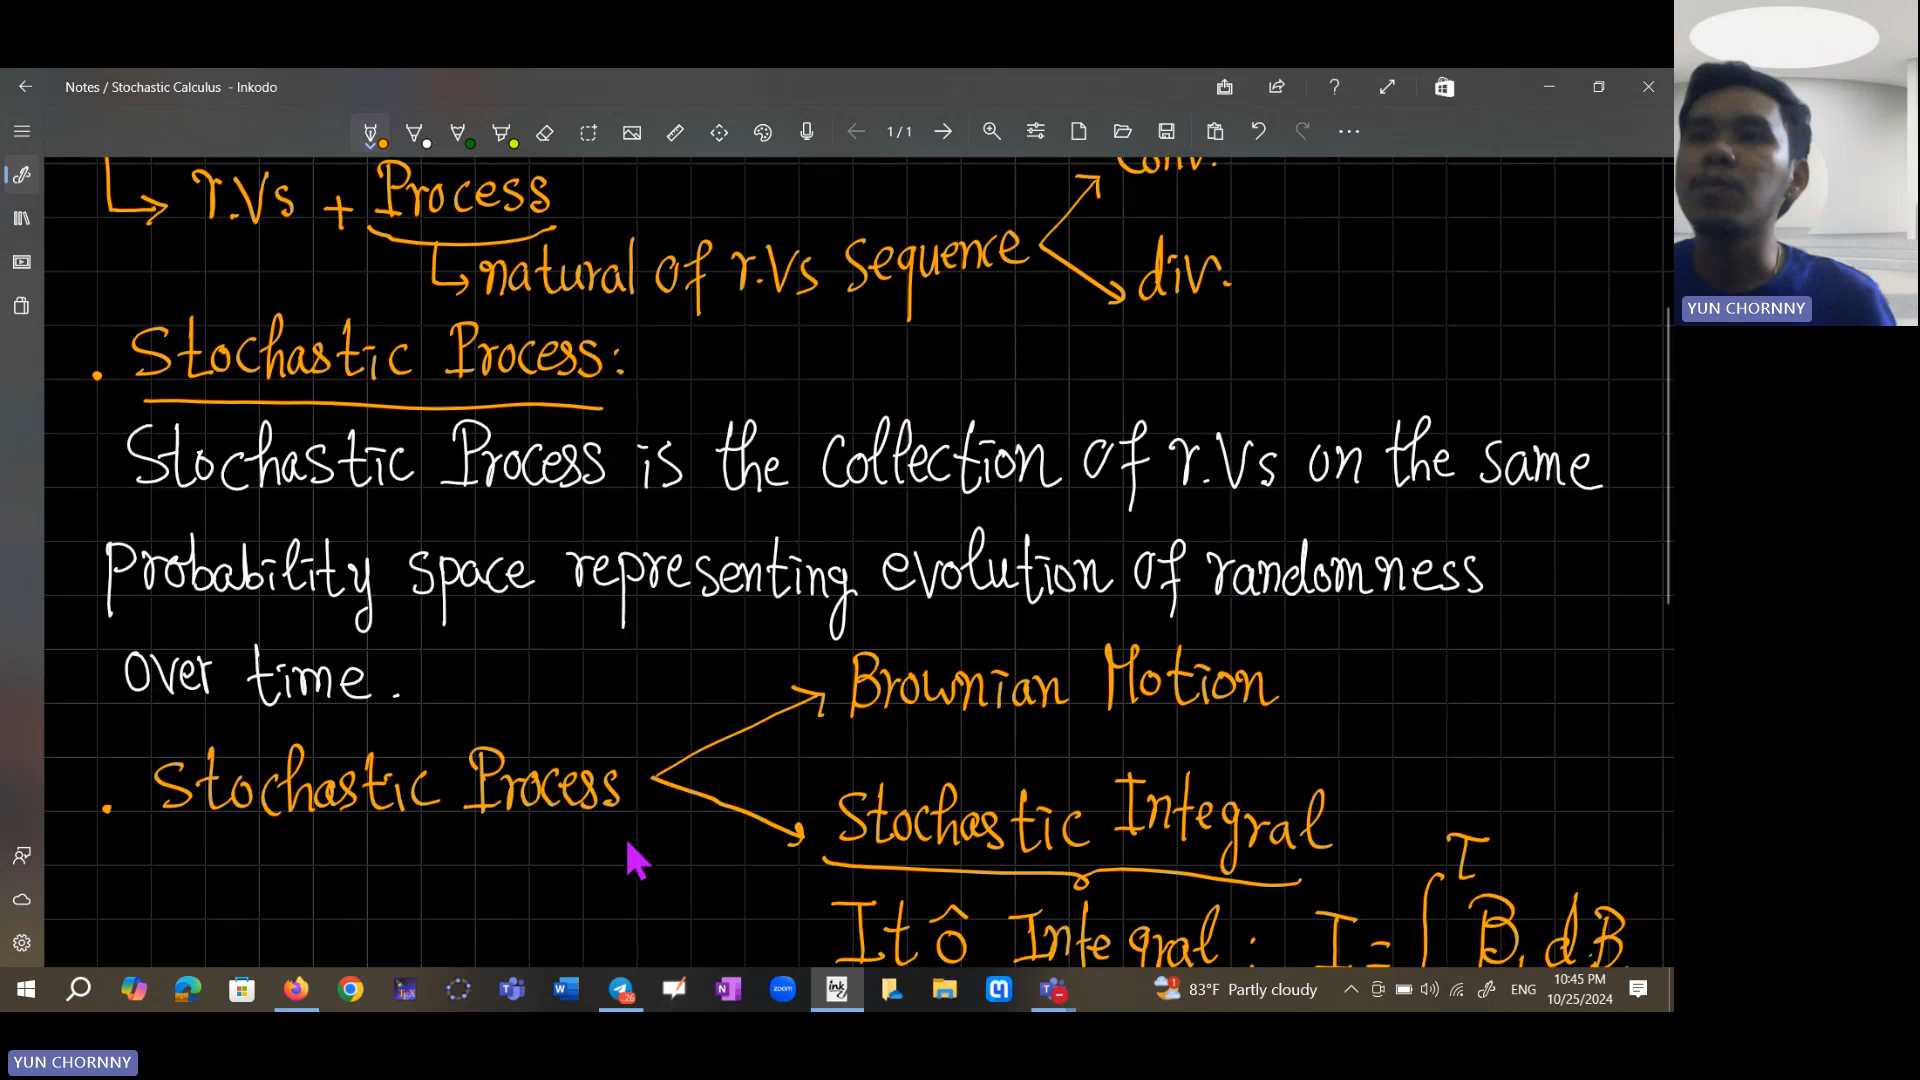 Notes / Stochastic Calculus - Inkodo
1 / 1
conv.
↳ r.Vs + Process
↳ natural of r.Vs Sequence
div.
. Stochastic Process:
Stochastic Process is the collection of r.Vs on the same
probability space representing evolution of randomness
over time.
Brownian Motion
. Stochastic Process
Stochastic Integral
Itô Integral : I = ∫ B dB
T
YUN CHORNNY
26
zoom
ink
83°F Partly cloudy
ENG
10:45 PM
10/25/2024
YUN CHORNNY